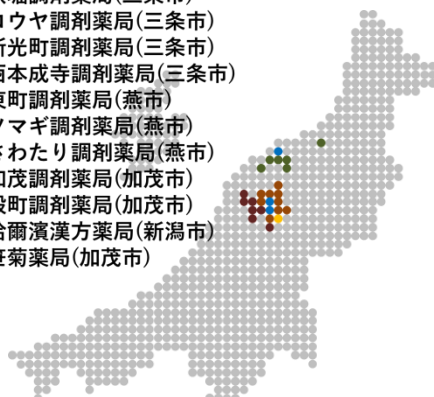 ロウヤ調剤薬局(三条市)
新光町調剤薬局(三条市)
西本成寺調剤薬局(三条市)
東町調剤薬局(燕市)
ノマギ調剤薬局(燕市)
さわたり調剤薬局(燕市)
加茂調剤薬局(加茂市)
調剤薬局(加茂市)
哈爾濱漢方薬局(新潟市)
菊薬局(加茂市)